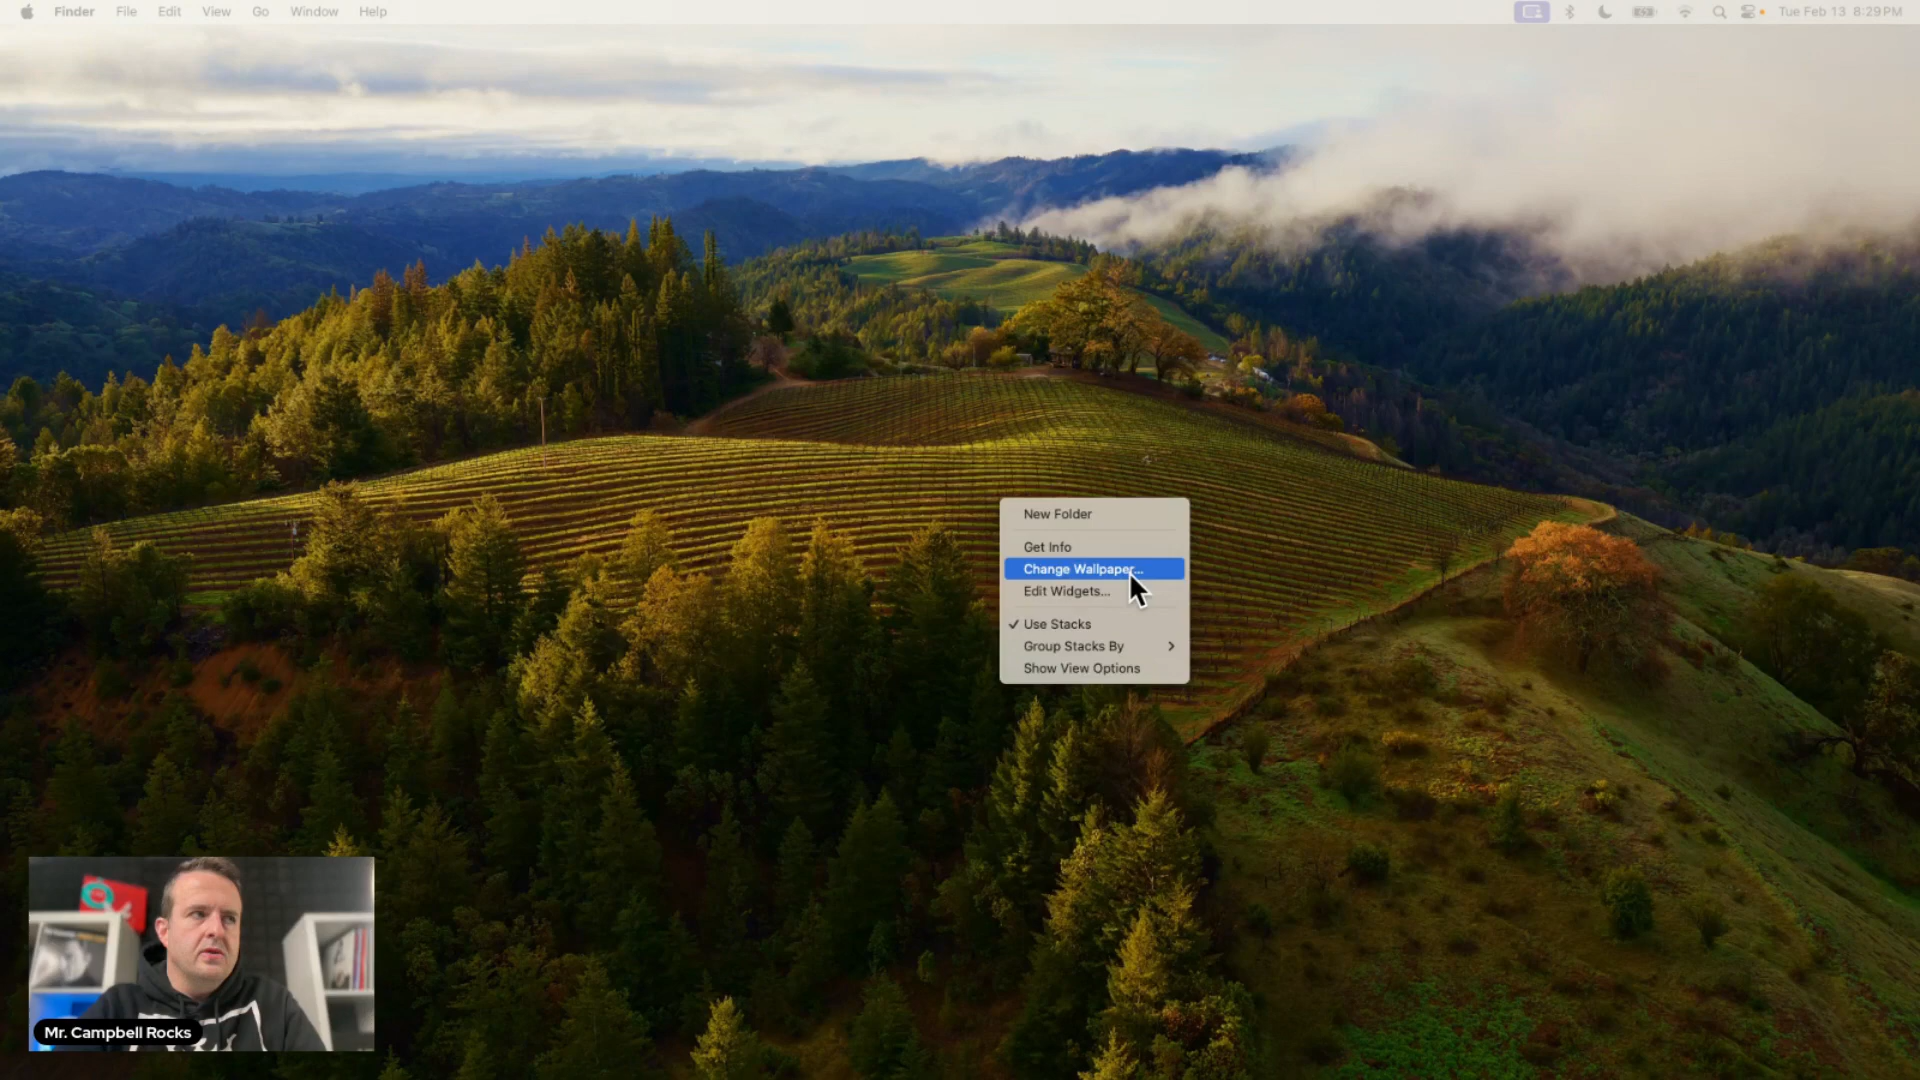 Finder File Edit View Go Window Help
Tue Feb 13 8:29 PM
New Folder
Get Info
Change Wallpaper...
Edit Widgets...
Use Stacks
Group Stacks By
Show View Options
Mr. Campbell Rocks